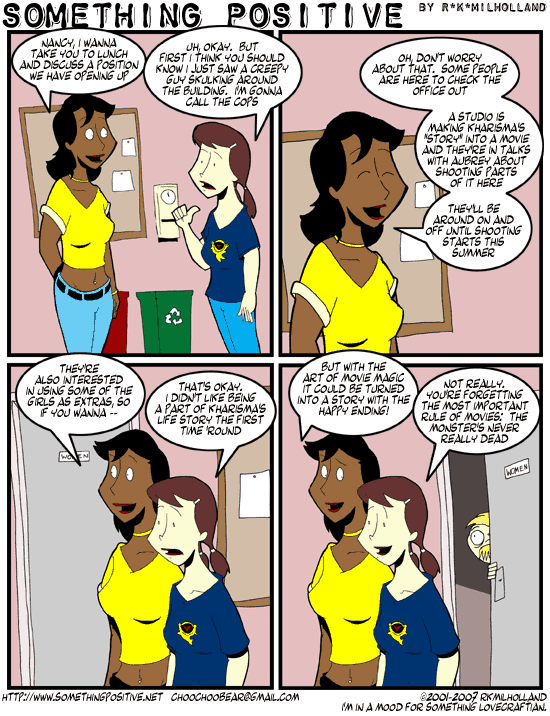 SOMETHING POSITIVE BY R*K*MILHOLLAND
NANCY, I WANNA
TAKE YOU TO LUNCH
AND DISCUSS A POSITION
WE HAVE OPENING UP
UH, OKAY. BUT
FIRST I THINK YOU SHOULD
KNOW I JUST SAW A CREEPY
GUY SKULKING AROUND
THE BUILDING. I'M GONNA
CALL THE COPS
OH, DON'T WORRY
ABOUT THAT. SOME PEOPLE
ARE HERE TO CHECK THE
OFFICE OUT
A STUDIO IS
MAKING KHARISMA'S
"STORY" INTO A MOVIE
AND THEY'RE IN TALKS
WITH AUBREY ABOUT
SHOOTING PARTS
OF IT HERE
THEY'LL BE
AROUND ON AND
OFF UNTIL SHOOTING
STARTS THIS
SUMMER
THEY'RE
ALSO INTERESTED
IN USING SOME OF THE
GIRLS AS EXTRAS, SO
IF YOU WANNA --
THAT'S OKAY.
I DIDN'T LIKE BEING
A PART OF KHARISMA'S
LIFE STORY THE FIRST
TIME 'ROUND
WOMEN
BUT WITH THE
ART OF MOVIE MAGIC
IT COULD BE TURNED
INTO A STORY WITH THE
HAPPY ENDING!
NOT REALLY.
YOU'RE FORGETTING
THE MOST IMPORTANT
RULE OF MOVIES: THE
MONSTER'S NEVER
REALLY DEAD
WOMEN
HTTP://WWW.SOMETHINGPOSITIVE.NET CHOOCHOOBEAR@GMAIL.COM
©2001-2007 RKMILHOLLAND
I'M IN A MOOD FOR SOMETHING LOVECRAFTIAN.